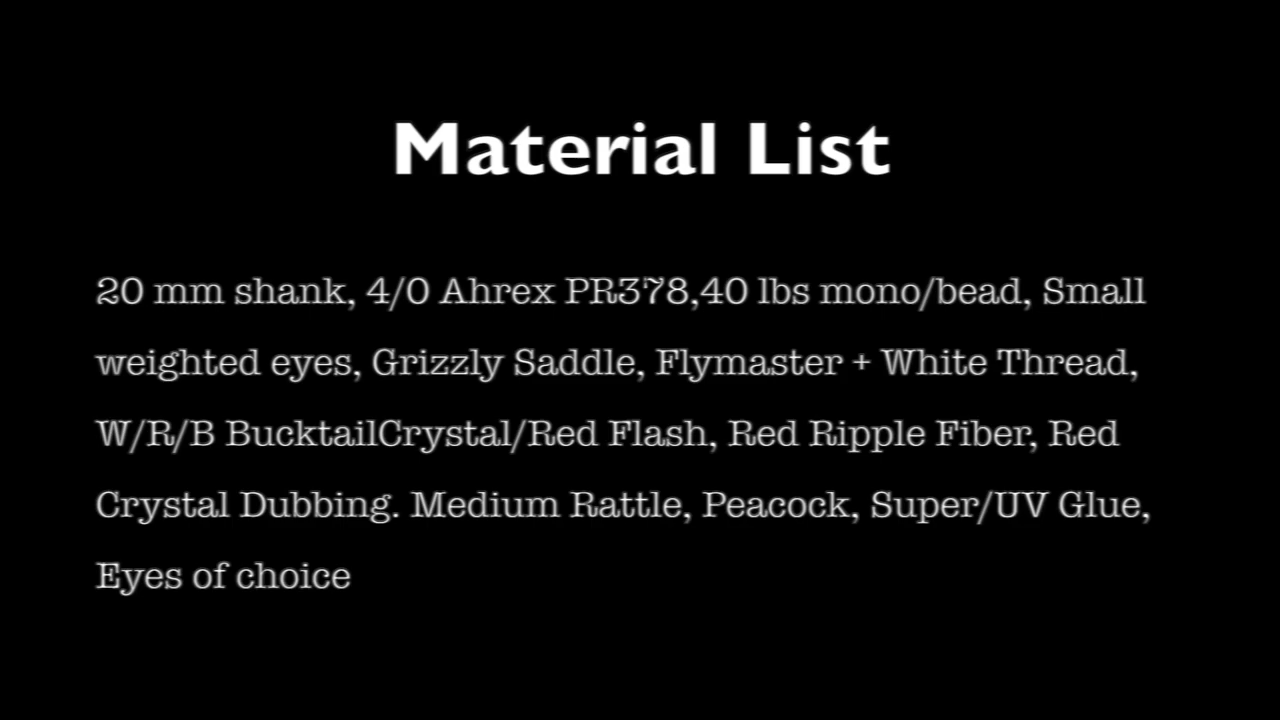 Material List
20 mm shank, 4/0 Ahrex PR378,40 lbs mono/bead, Small
weighted eyes, Grizzly Saddle, Flymaster + White Thread,
W/R/B BucktailCrystal/Red Flash, Red Ripple Fiber, Red
Crystal Dubbing. Medium Rattle, Peacock, Super/UV Glue,
Eyes of choice